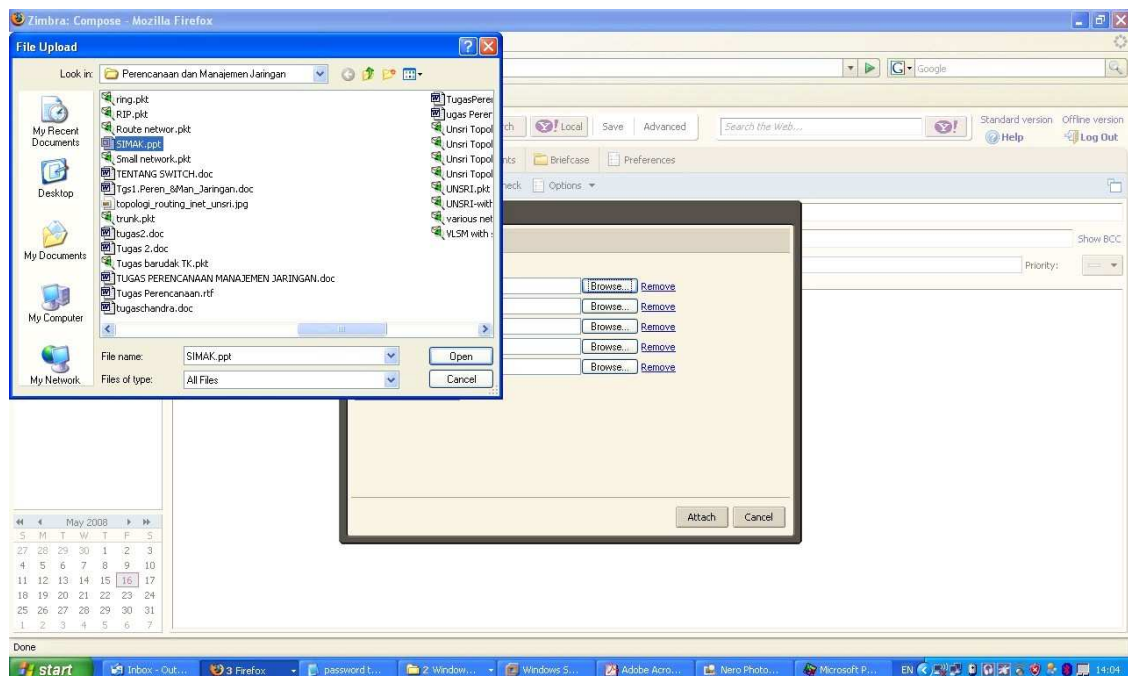 Zimbra: Compose - Mozilla Firefox
File Upload
Look in: Perencanaan dan Manajemen Jaringan
My Recent Documents
Desktop
My Documents
My Computer
My Network
ring.pkt
RIP.pkt
Route networ.pkt
SIMAK.ppt
Small network.pkt
TENTANG SWITCH.doc
Tgs1.Peren_&Man_Jaringan.doc
topologi_routing_inet_unsri.jpg
trunk.pkt
tugas2.doc
Tugas 2.doc
Tugas barudak TK.pkt
TUGAS PERENCANAAN MANAJEMEN JARINGAN.doc
Tugas Perencanaan.rtf
tugaschandra.doc
TugasPerer
Jugas Perer
Unsri Topol
Unsri Topol
Unsri Topol
Unsri Topol
UNSRI.pkt
UNSRI-with
various net
VLSM with s
File name: SIMAK.ppt Open
Files of type: All Files Cancel
Google
ch Local Save Advanced Search the Web... Y! Standard version Offline version
Help Log Out
nts Briefcase Preferences
heck Options
Show BCC
Priority:
Browse... Remove
Browse... Remove
Browse... Remove
Browse... Remove
Browse... Remove
Attach Cancel
May 2008
S M T W T F S
27 28 29 30 1 2 3
4 5 6 7 8 9 10
11 12 13 14 15 16 17
18 19 20 21 22 23 24
25 26 27 28 29 30 31
1 2 3 4 5 6 7
Done
start Inbox - Out... 3 Firefox password t... 2 Window... Windows S... Adobe Acro... Nero Photo... Microsoft P... EN 14:04